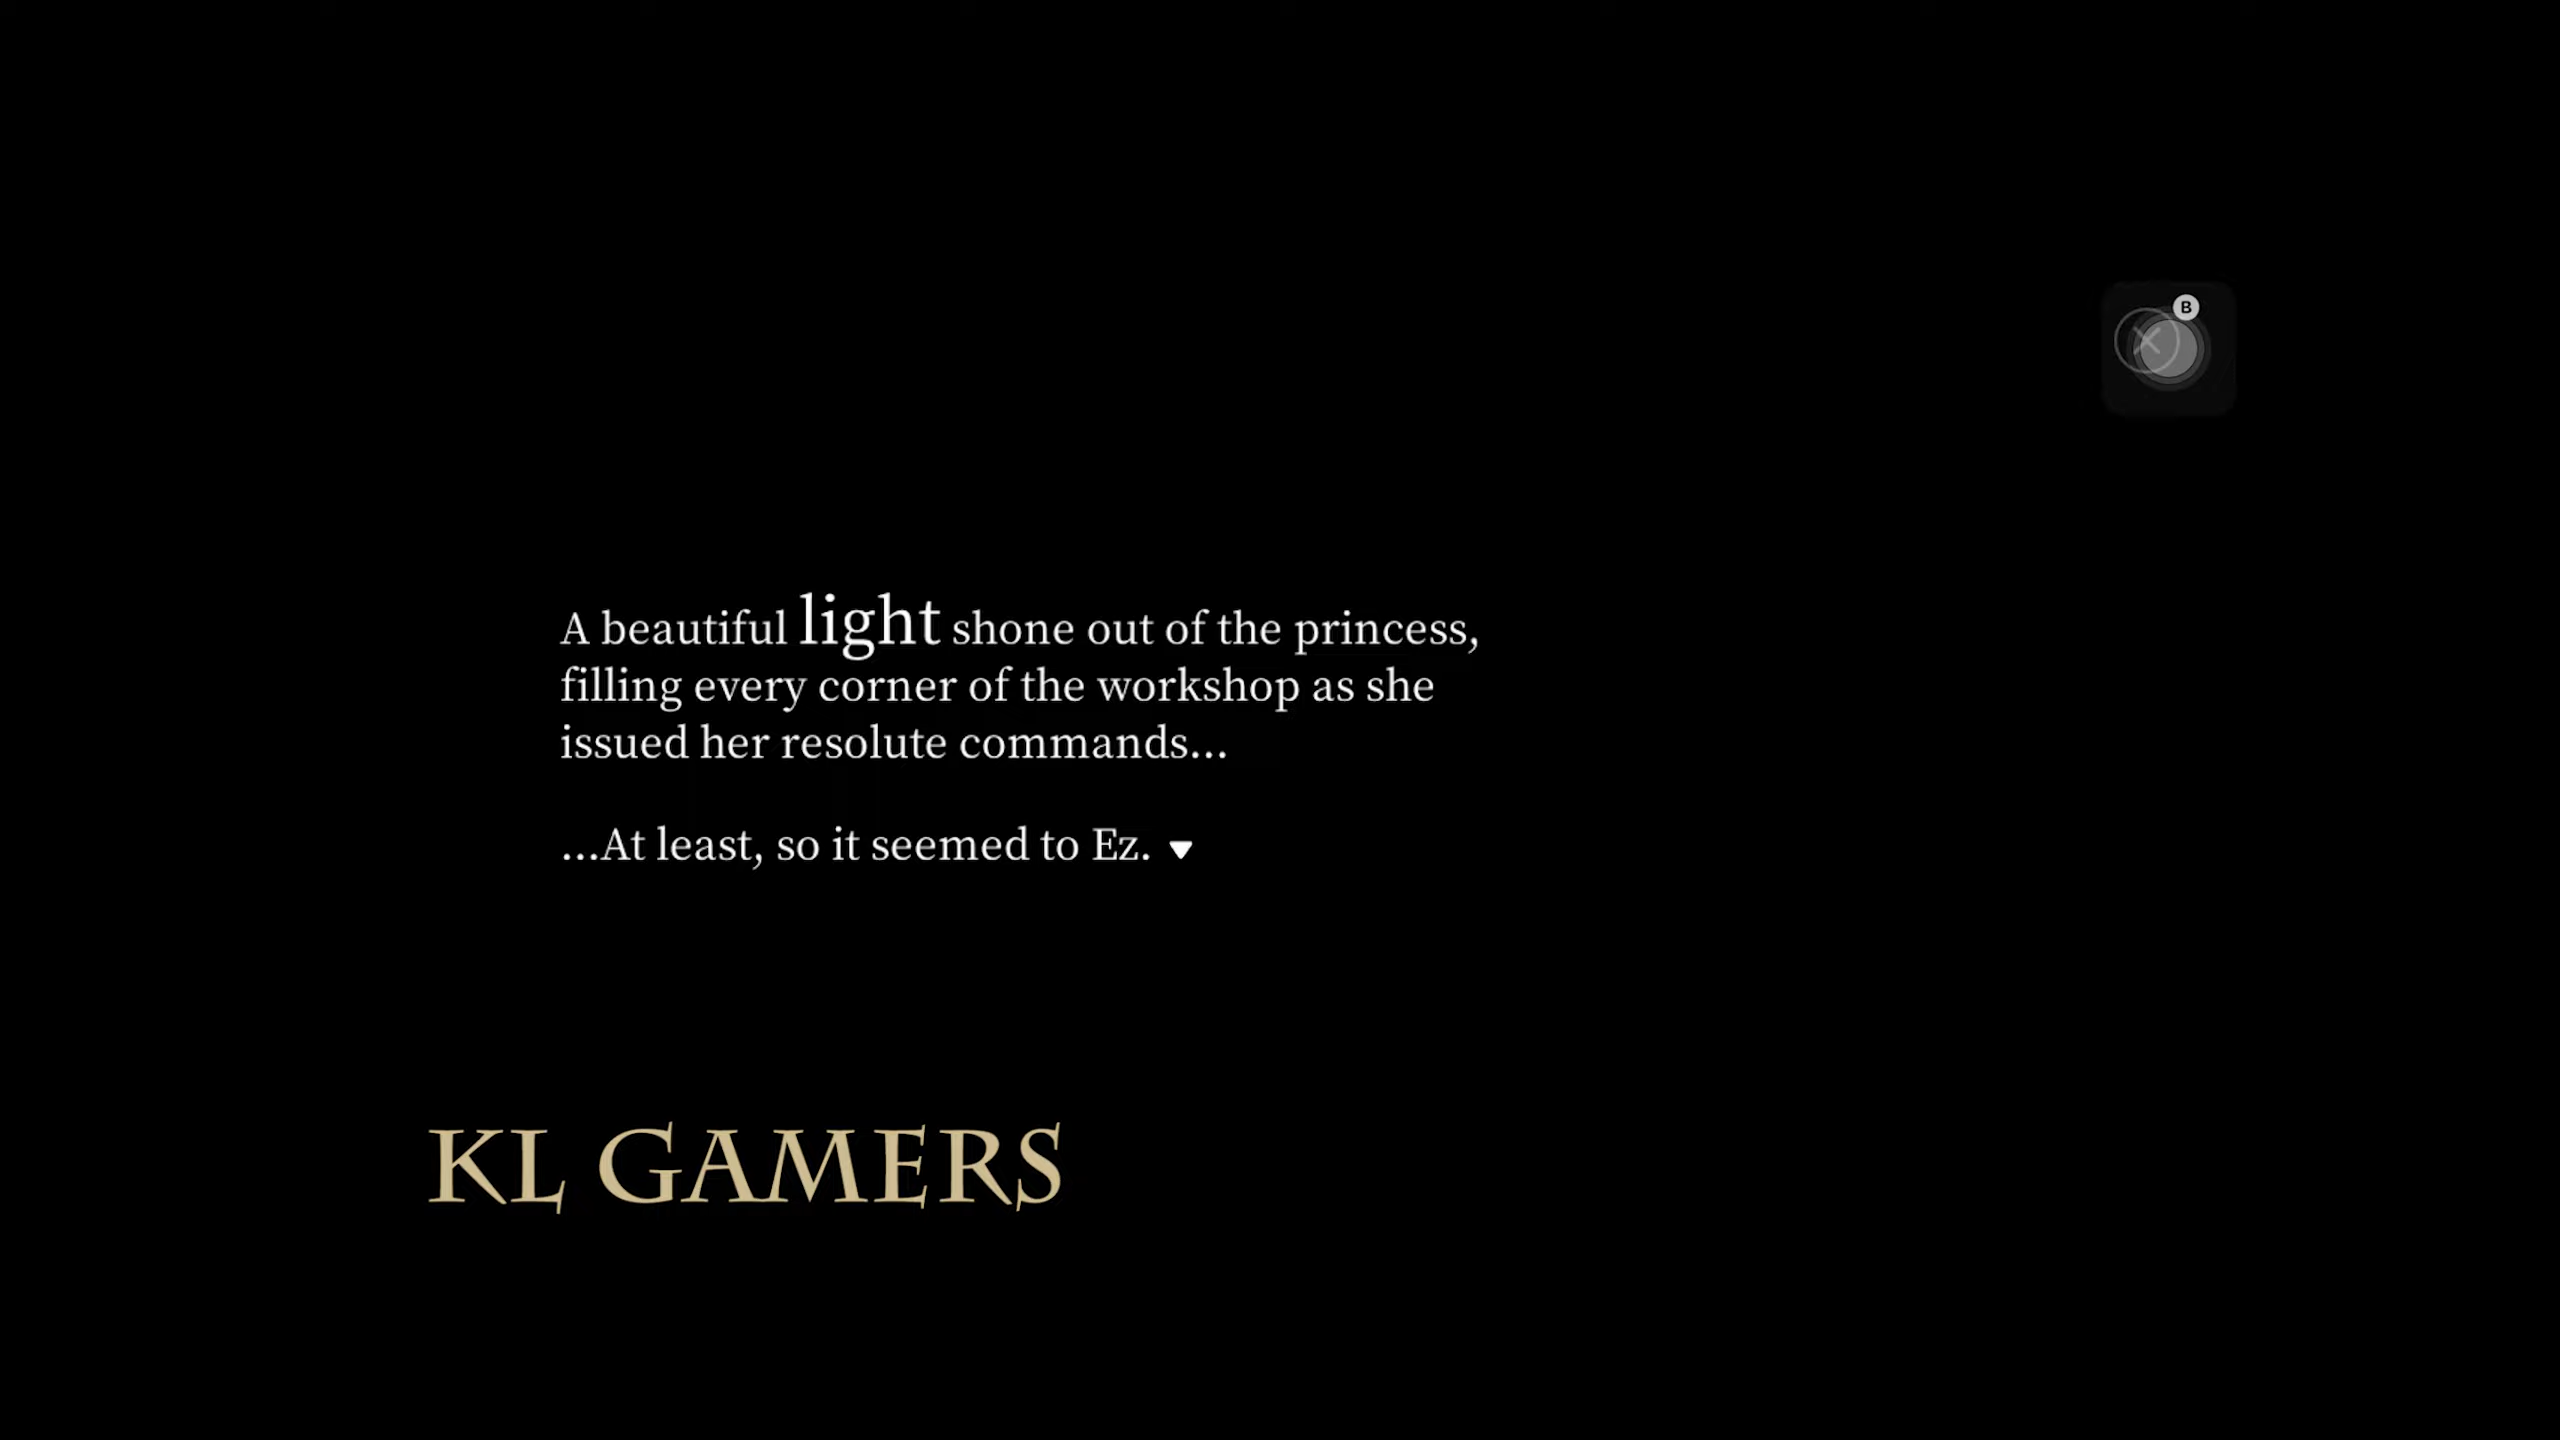 B
A beautiful light shone out of the princess,
filling every corner of the workshop as she
issued her resolute commands...
...At least, so it seemed to Ez.
KL GAMERS